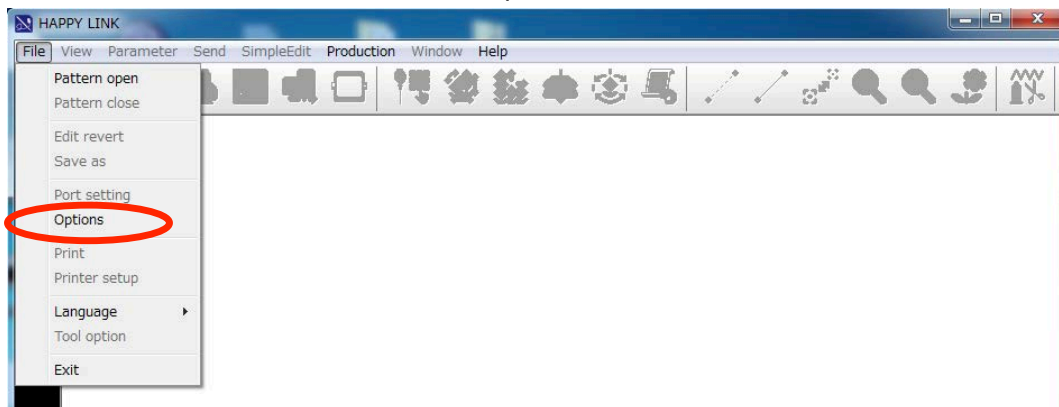 HAPPY LINK
File View Parameter Send SimpleEdit Production Window Help
Pattern open
Pattern close
Edit revert
Save as
Port setting
Options
Print
Printer setup
Language
Tool option
Exit